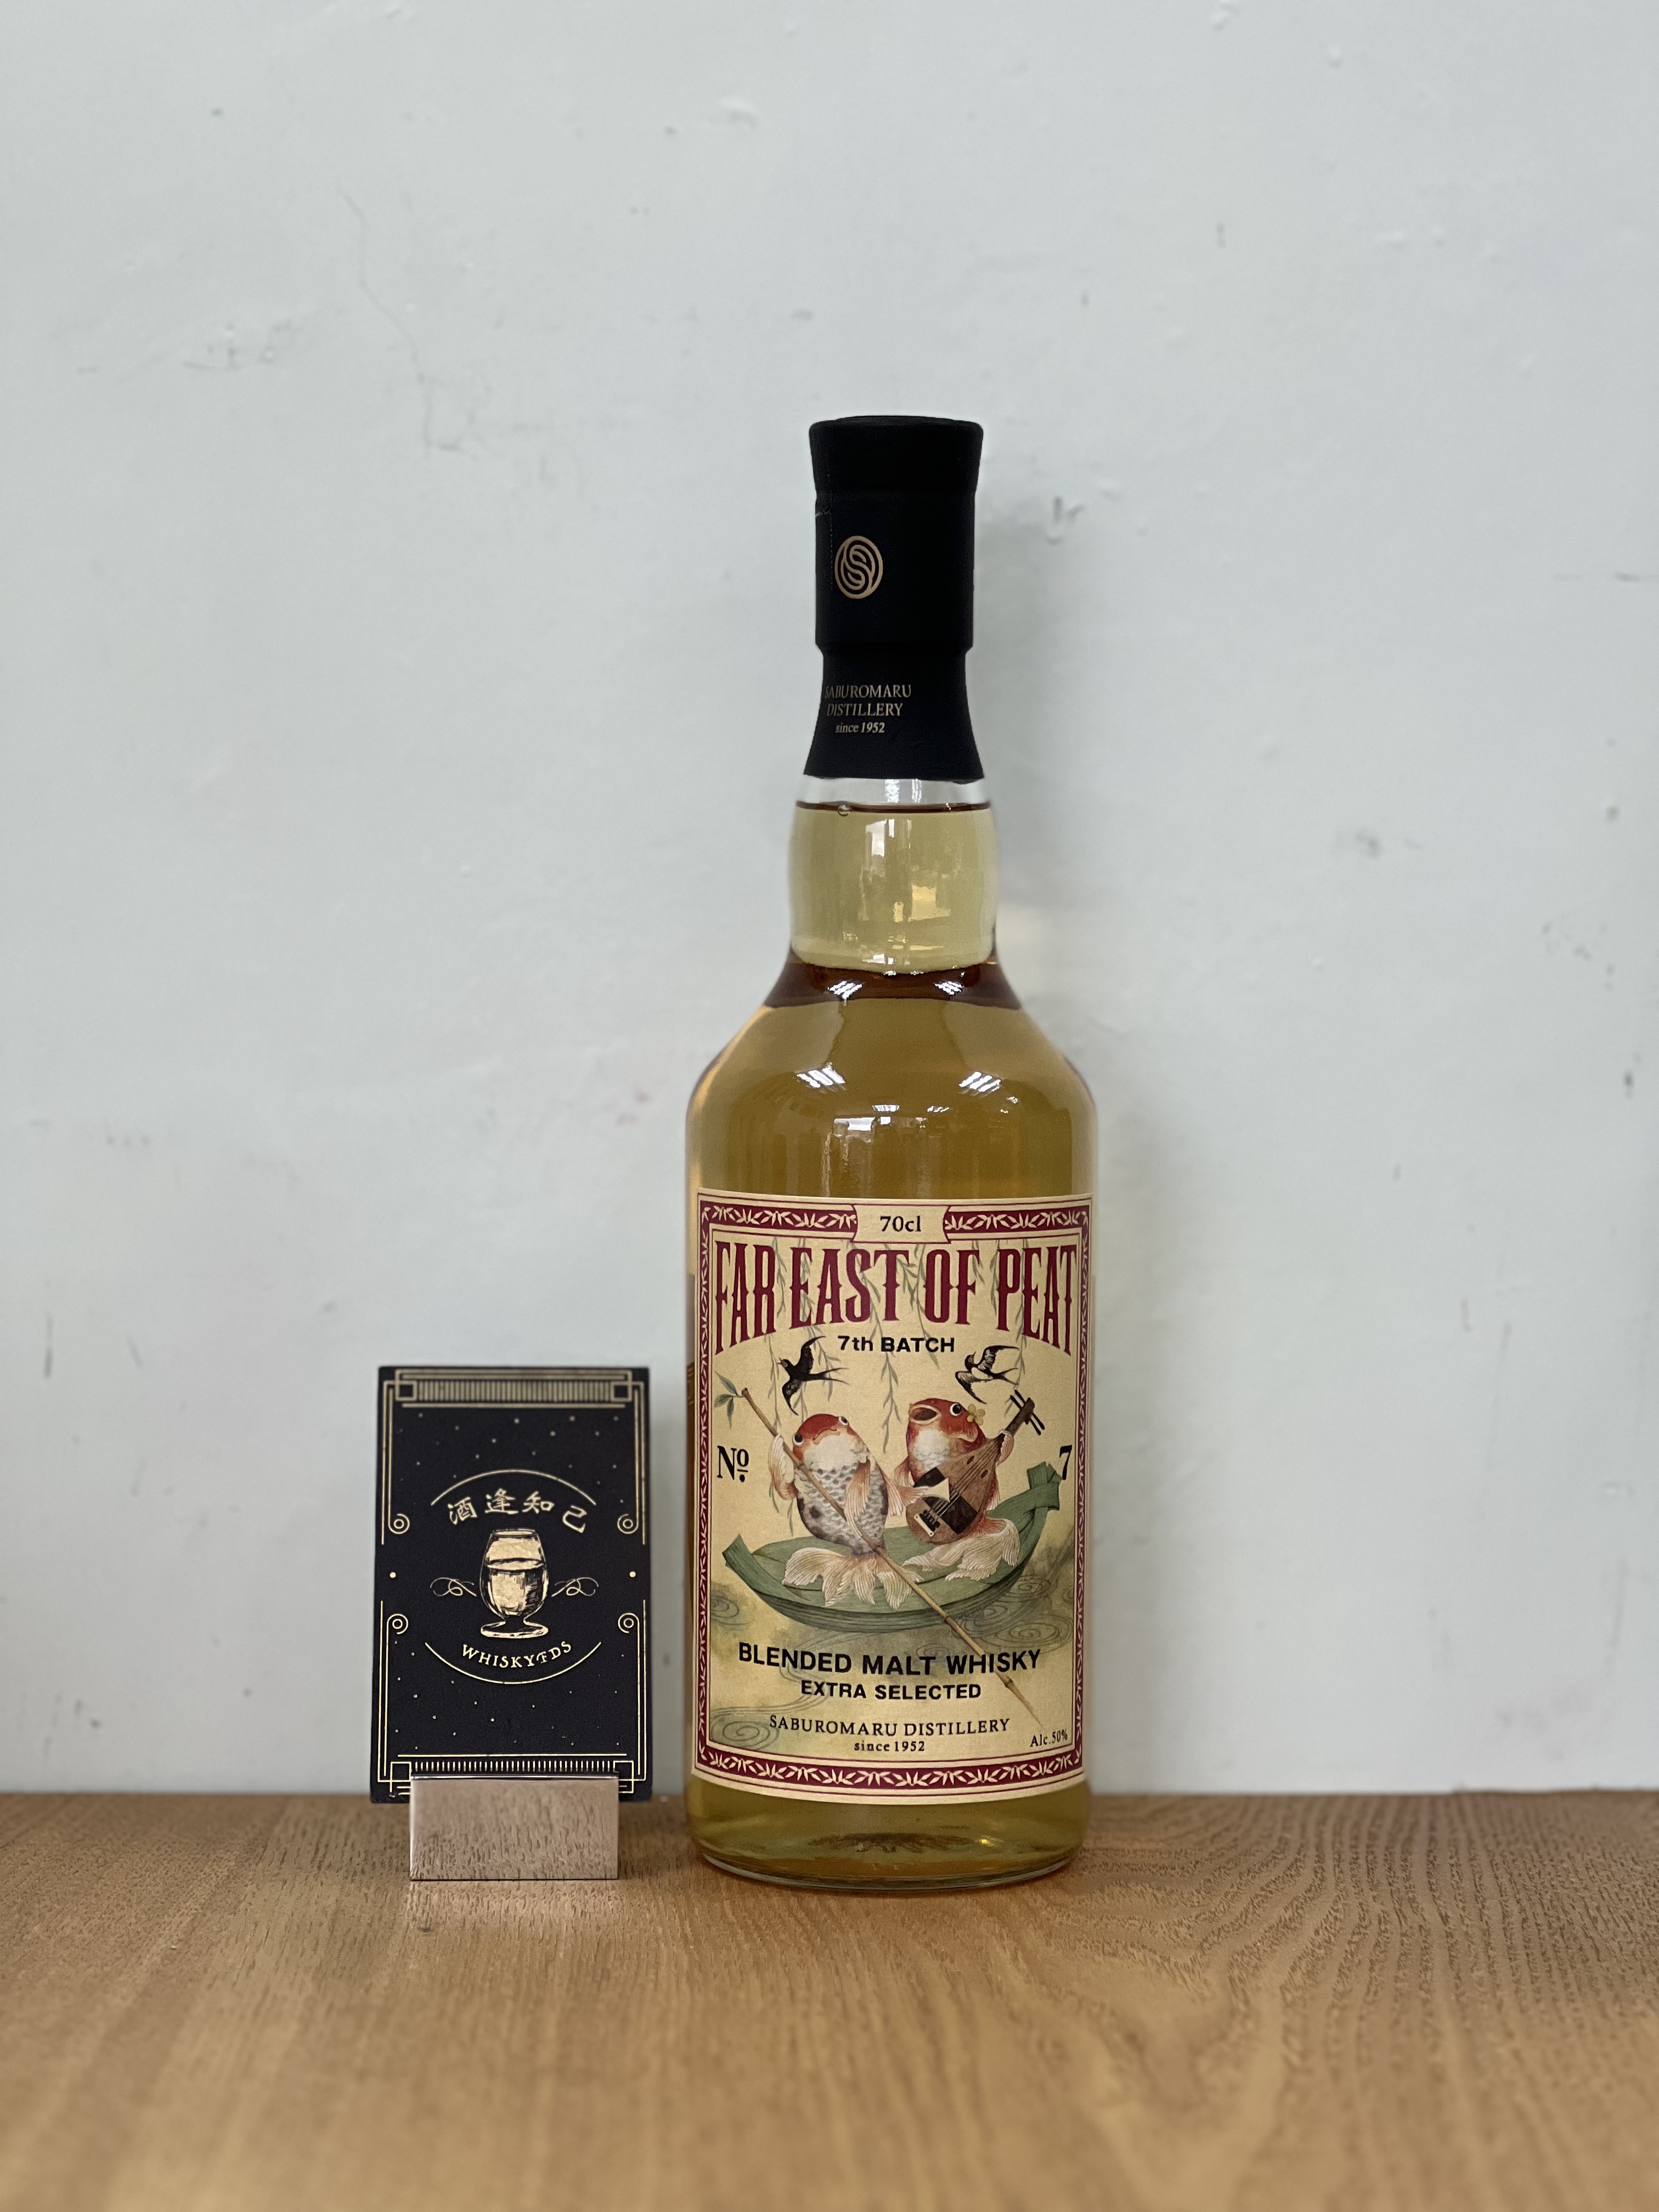 SABUROMARU
DISTILLERY
since 1952
70cl
FAR EAST OF PEAT
7th BATCH
Nº 7
BLENDED MALT WHISKY
EXTRA SELECTED
SABUROMARU DISTILLERY
since 1952
Alc.50%
酒逢知己
WHISKYFDS